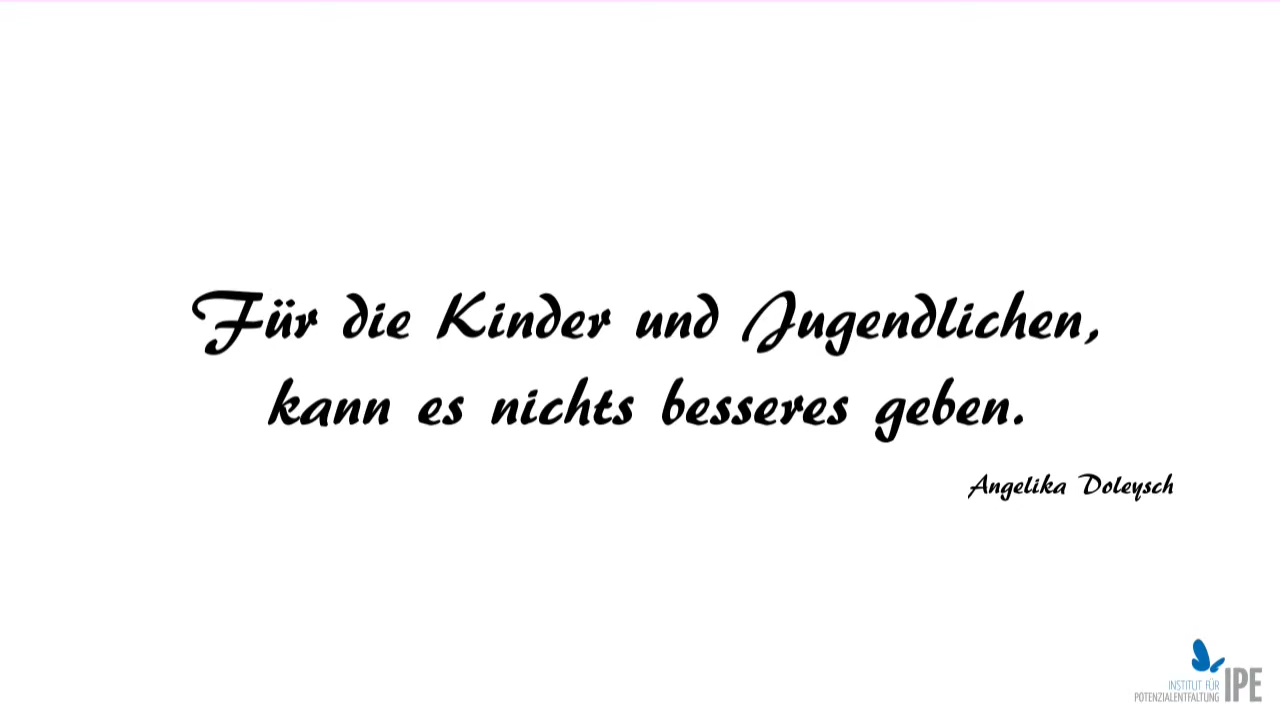 Für die Kinder und Jugendlichen,
kann es nichts besseres geben.
Angelika Doleysch
INSTITUT FÜR
POTENZIALENTFALTUNG
IPE